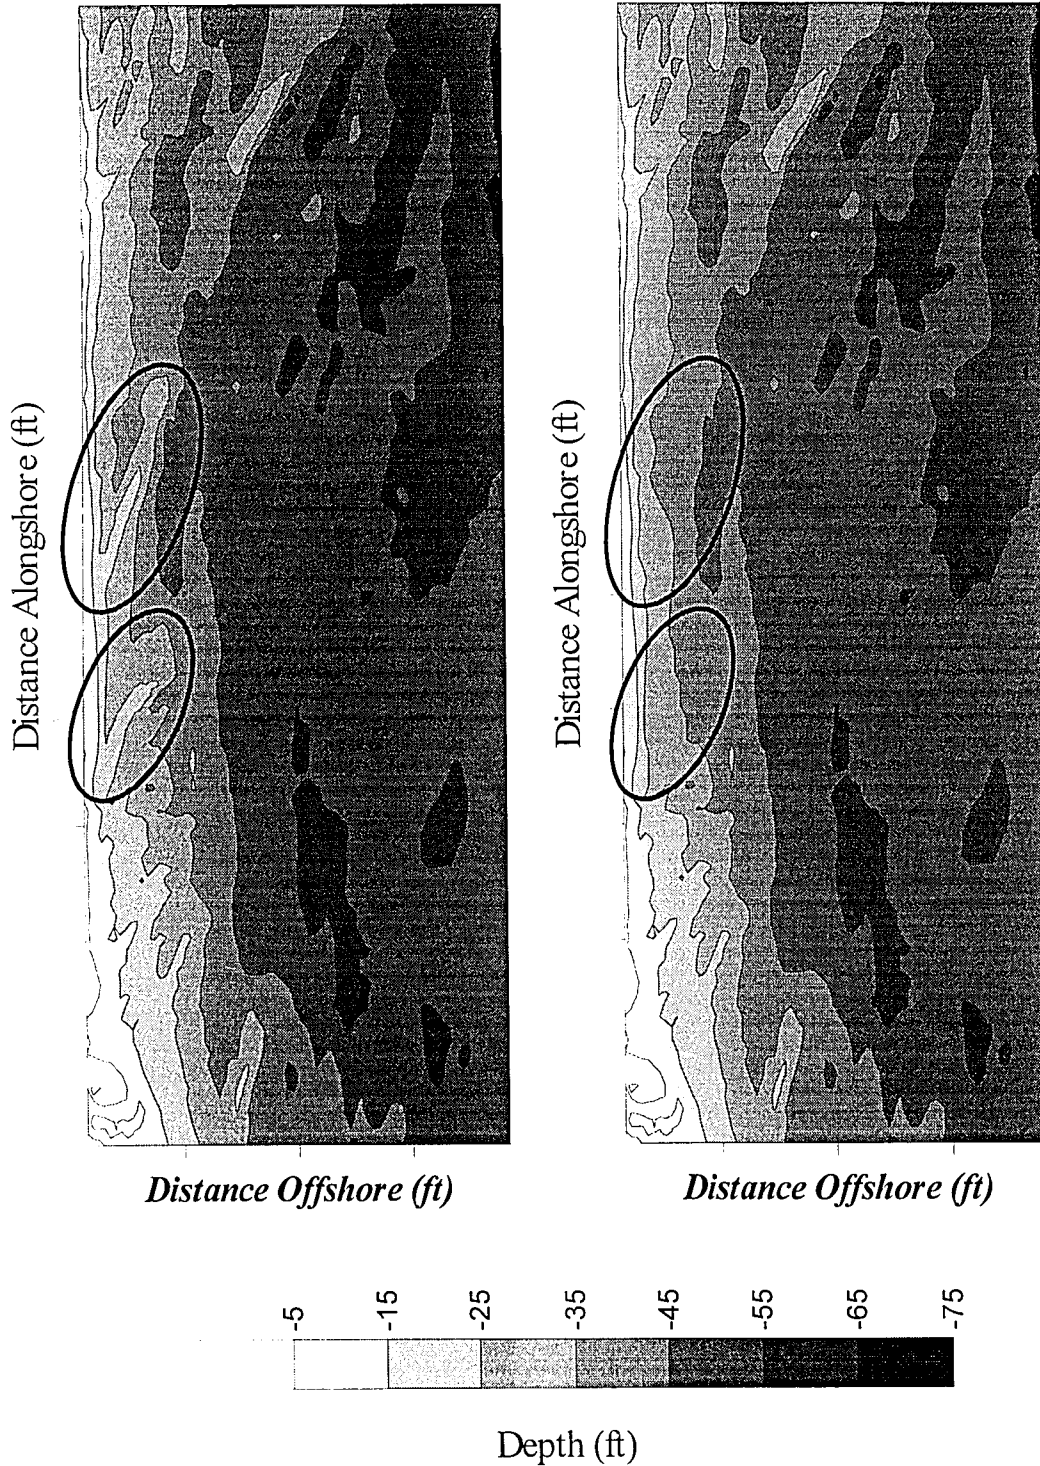 Distance Alongshore (ft)
Distance Alongshore (ft)
Distance Offshore (ft)
Distance Offshore (ft)
-5
-15
-25
-35
-45
-55
-65
-75
Depth (ft)